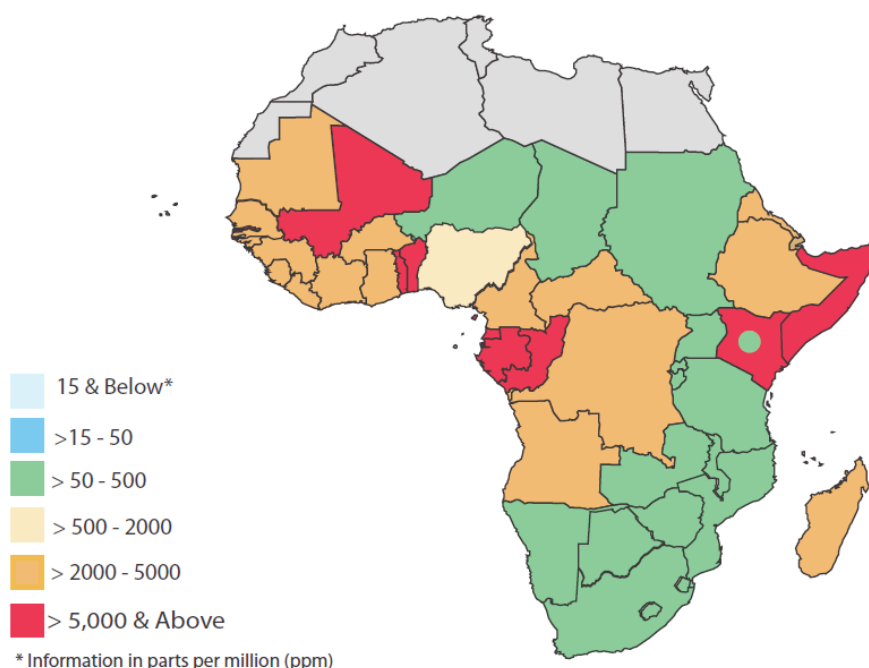 15 & Below*
>15 - 50
> 50 - 500
> 500 - 2000
> 2000 - 5000
> 5,000 & Above
* Information in parts per million (ppm)